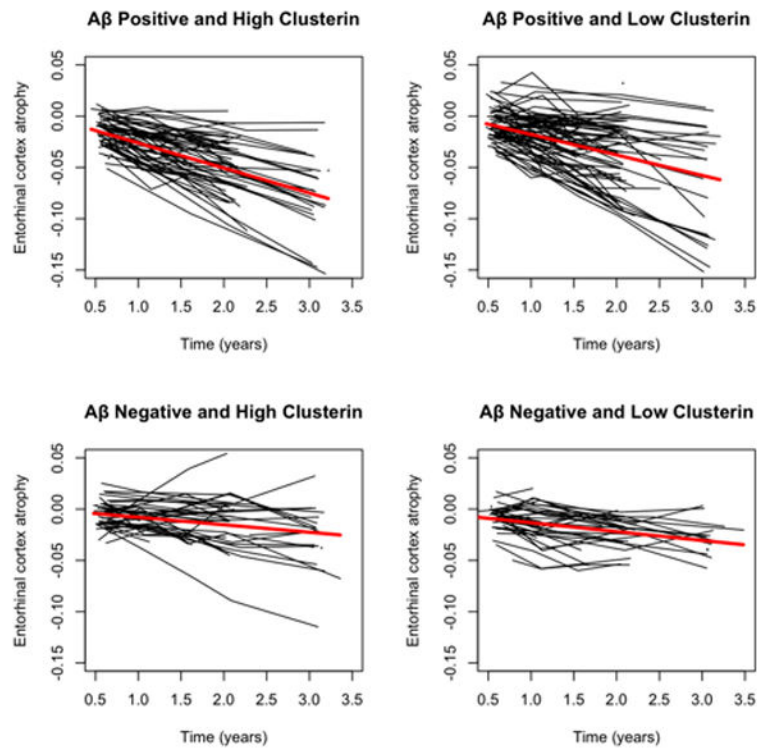 Aβ Positive and High Clusterin
Entorhinal cortex atrophy
0.05
0.00
-0.05
-0.10
-0.15
0.5 1.0 1.5 2.0 2.5 3.0 3.5
Time (years)
Aβ Positive and Low Clusterin
Entorhinal cortex atrophy
0.05
0.00
-0.05
-0.10
-0.15
0.5 1.0 1.5 2.0 2.5 3.0 3.5
Time (years)
Aβ Negative and High Clusterin
Entorhinal cortex atrophy
0.05
0.00
-0.05
-0.10
-0.15
0.5 1.0 1.5 2.0 2.5 3.0 3.5
Time (years)
Aβ Negative and Low Clusterin
Entorhinal cortex atrophy
0.05
0.00
-0.05
-0.10
-0.15
0.5 1.0 1.5 2.0 2.5 3.0 3.5
Time (years)